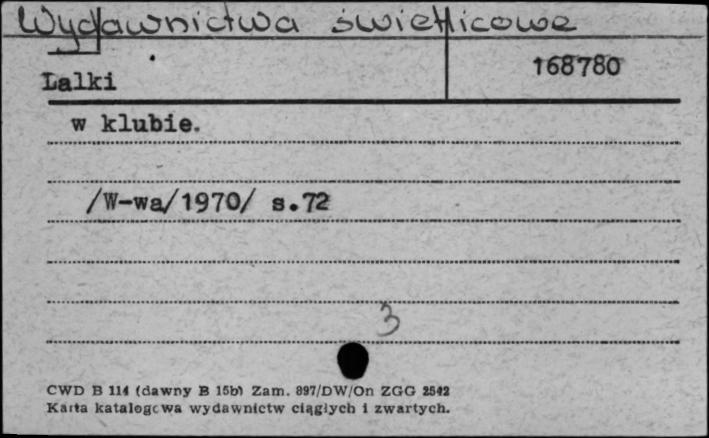 Wydawnictwa świetlicowe
Lalki 168780
w klubie.
/W-wa/1970/ s.72
3
CWD B 114 (dawny B 15b) Zam. 897/DW/On ZGG 2542
Karta katalogowa wydawnictw ciągłych i zwartych.